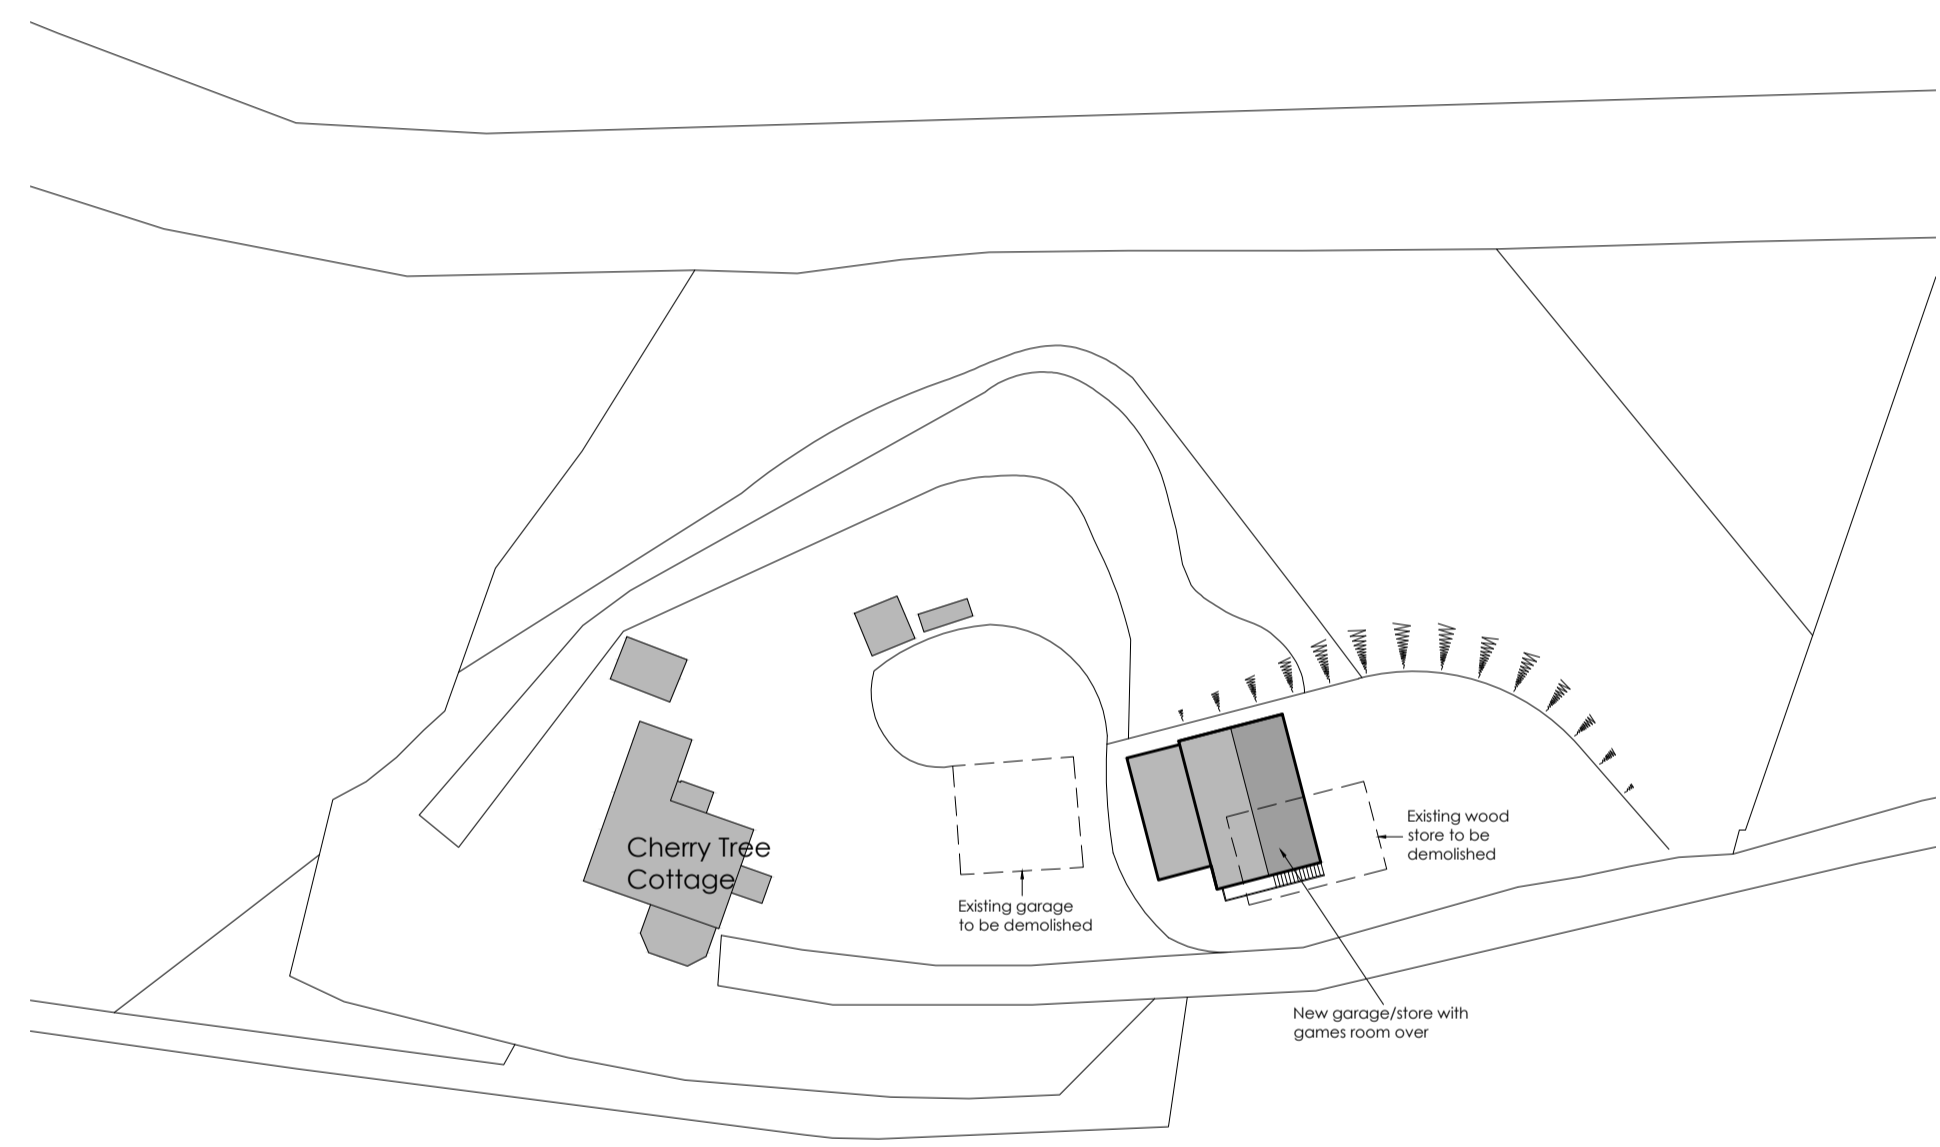 Cherry Tree
Cottage
Existing garage
to be demolished
Existing wood
store to be
demolished
New garage/store with
games room over